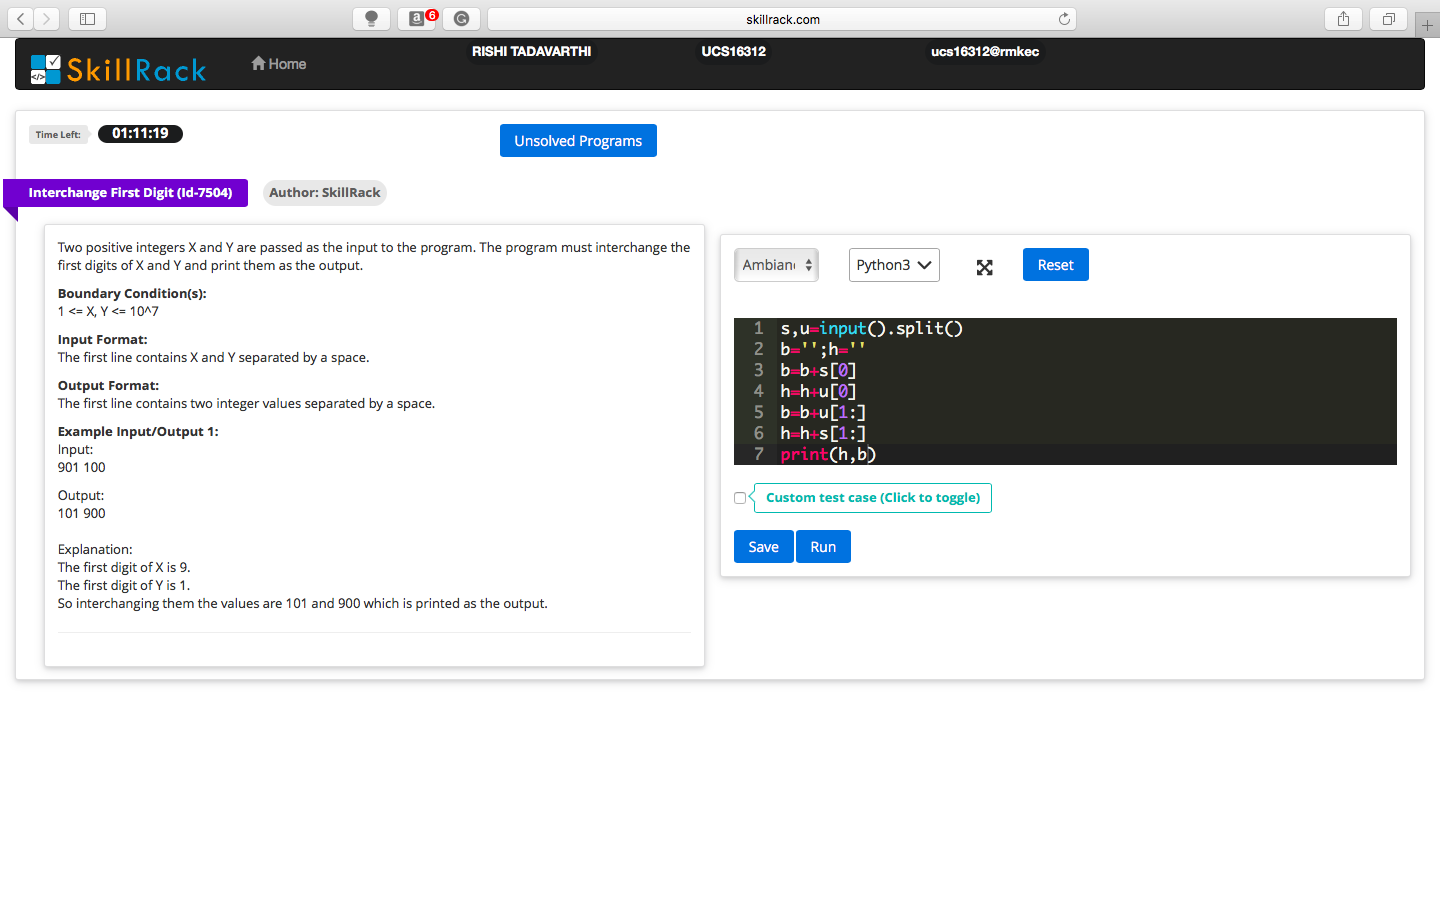 skillrack.com
a 6
SkillRack
</>
Home
RISHI TADAVARTHI
UCS16312
ucs16312@rmkec
Time Left:
01:11:19
Unsolved Programs
Interchange First Digit (Id-7504)
Author: SkillRack
Two positive integers X and Y are passed as the input to the program. The program must interchange the
first digits of X and Y and print them as the output.
Boundary Condition(s):
1 <= X, Y <= 10^7
Input Format:
The first line contains X and Y separated by a space.
Output Format:
The first line contains two integer values separated by a space.
Example Input/Output 1:
Input:
901 100
Output:
101 900
Explanation:
The first digit of X is 9.
The first digit of Y is 1.
So interchanging them the values are 101 and 900 which is printed as the output.
Ambian
Python3
Reset
1 s,u=input().split()
2 b='';h=''
3 b=b+s[0]
4 h=h+u[0]
5 b=b+u[1:]
6 h=h+s[1:]
7 print(h,b)
Custom test case (Click to toggle)
Save
Run